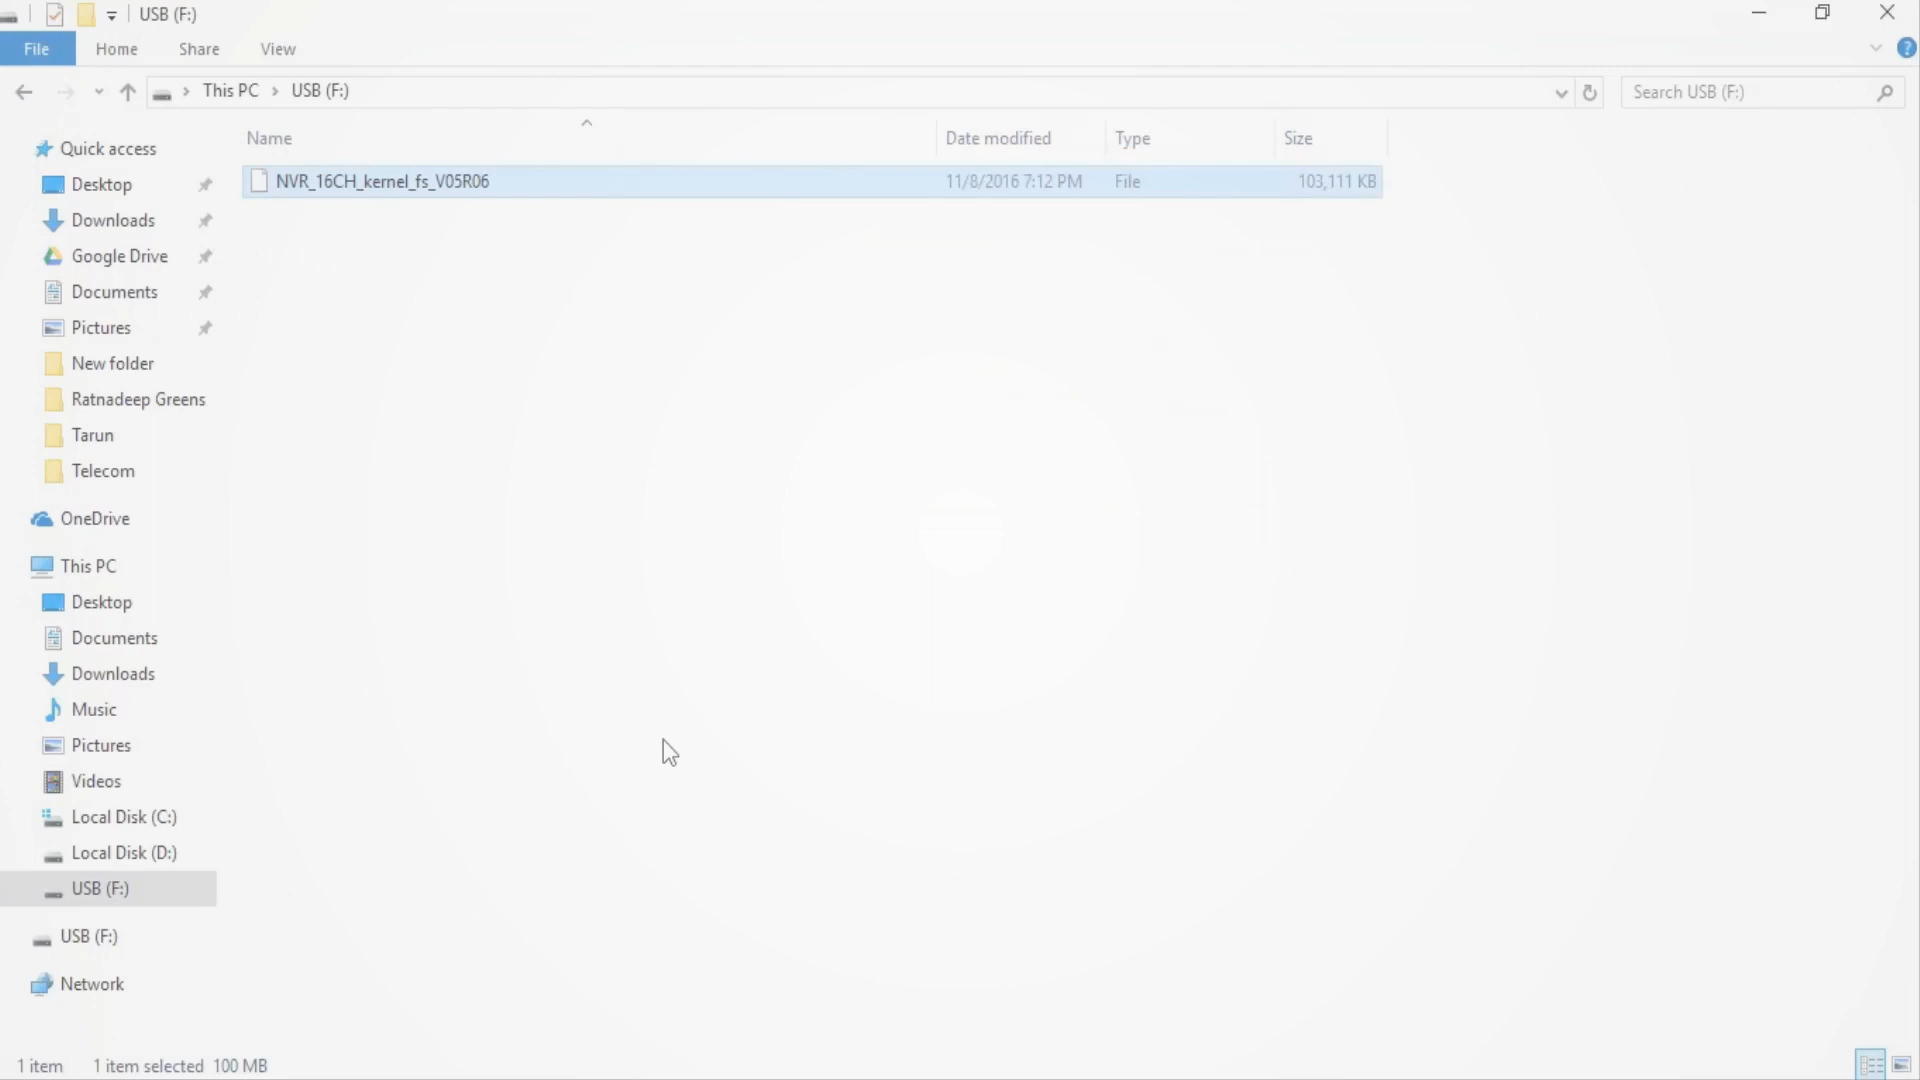 USB (F:)
File Home Share View
This PC USB (F:)
Search USB (F:)
Name Date modified Type Size
NVR_16CH_kernel_fs_V05R06 11/8/2016 7:12 PM File 103,111 KB
Quick access
Desktop
Downloads
Google Drive
Documents
Pictures
New folder
Ratnadeep Greens
Tarun
Telecom
OneDrive
This PC
Desktop
Documents
Downloads
Music
Pictures
Videos
Local Disk (C:)
Local Disk (D:)
USB (F:)
USB (F:)
Network
1 item 1 item selected 100 MB